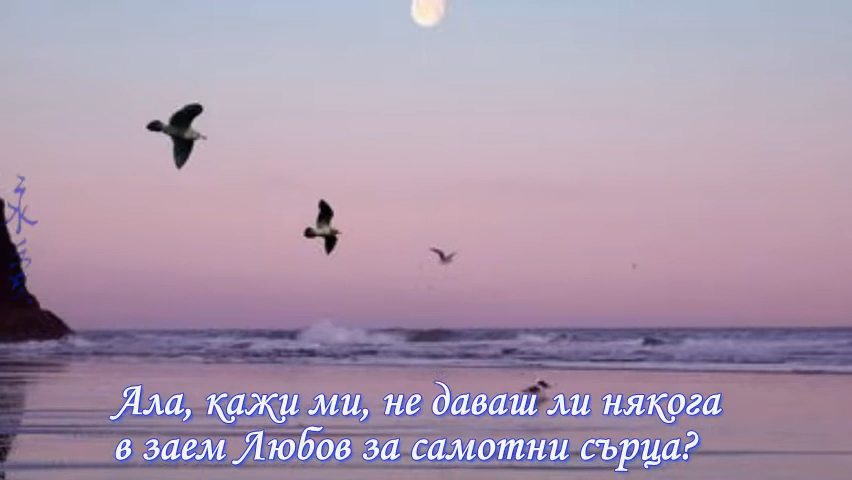 Ала, кажи ми, не даваш ли някога
в заем Любов за самотни сърца?